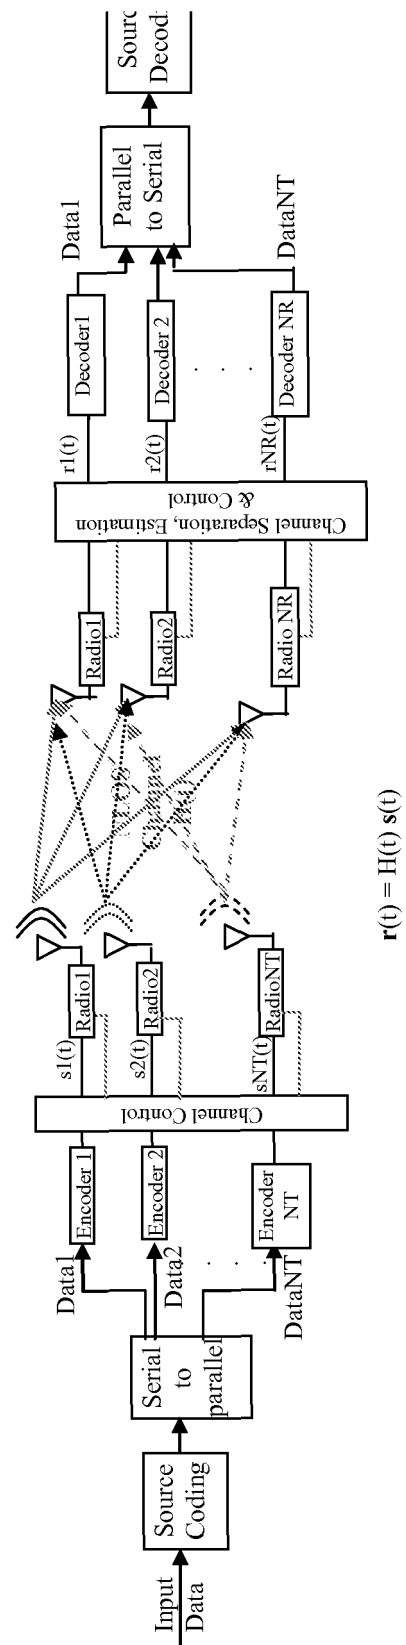 Input
Data
Source
Coding
Serial
to
parallel
Data1
Data2
. . .
DataNT
Encoder 1
Encoder 2
Encoder
NT
Channel Control
s1(t)
s2(t)
sNT(t)
Radio1
Radio2
RadioNT
r(t) = H(t) s(t)
Radio1
Radio2
Radio NR
Channel Separation, Estimation
& Control
r1(t)
r2(t)
rNR(t)
Decoder1
Decoder 2
. . .
Decoder NR
Data1
DataNT
Parallel
to Serial